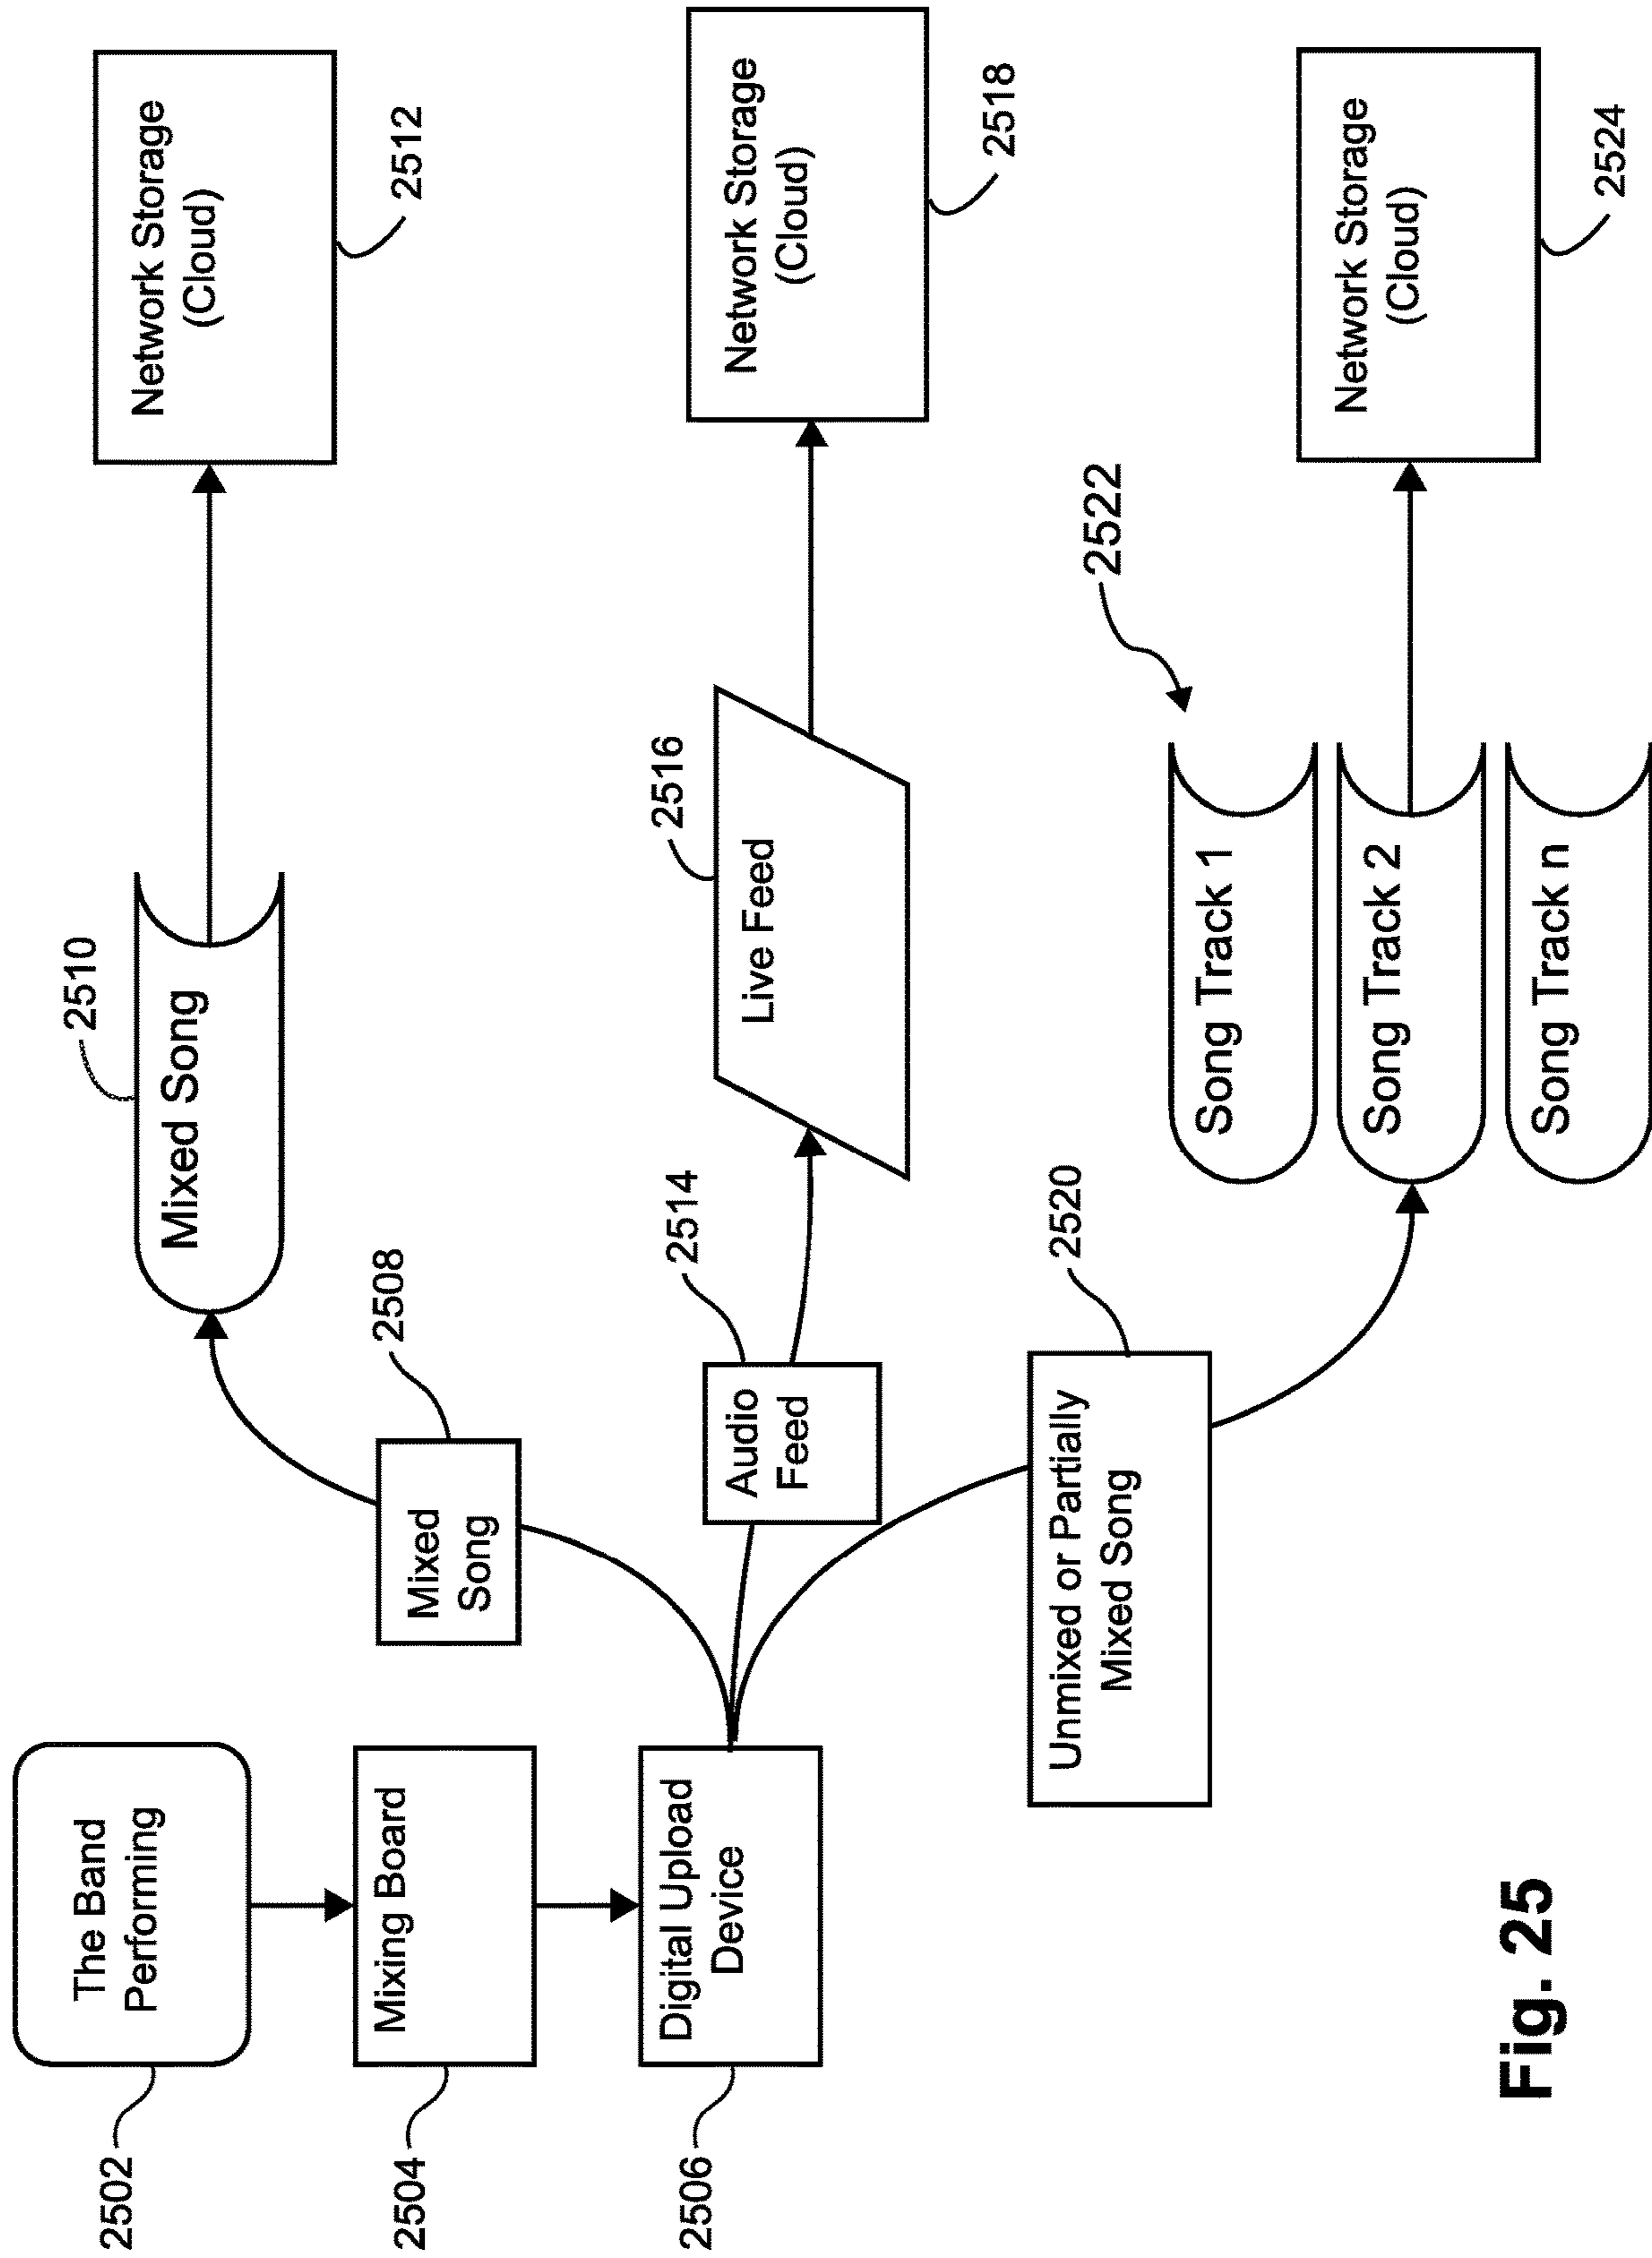 2502
The Band
Performing
2504
Mixing Board
2506
Digital Upload
Device
2508
Mixed
Song
2510
Mixed Song
Network Storage
(Cloud)
2512
2514
Audio
Feed
2516
Live Feed
Network Storage
(Cloud)
2518
2520
Unmixed or Partially
Mixed Song
2522
Song Track 1
Song Track 2
Song Track n
Network Storage
(Cloud)
2524
Fig. 25